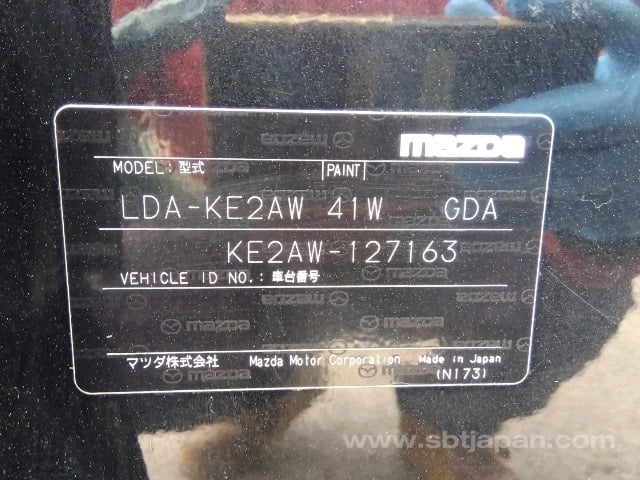 mazda
MODEL: 型式 PAINT
LDA-KE2AW 41W GDA
KE2AW-127163
VEHICLE ID NO.: 車台番号
マツダ株式会社 Mazda Motor Corporation Made in Japan
(N173)
www.sbtjapan.com